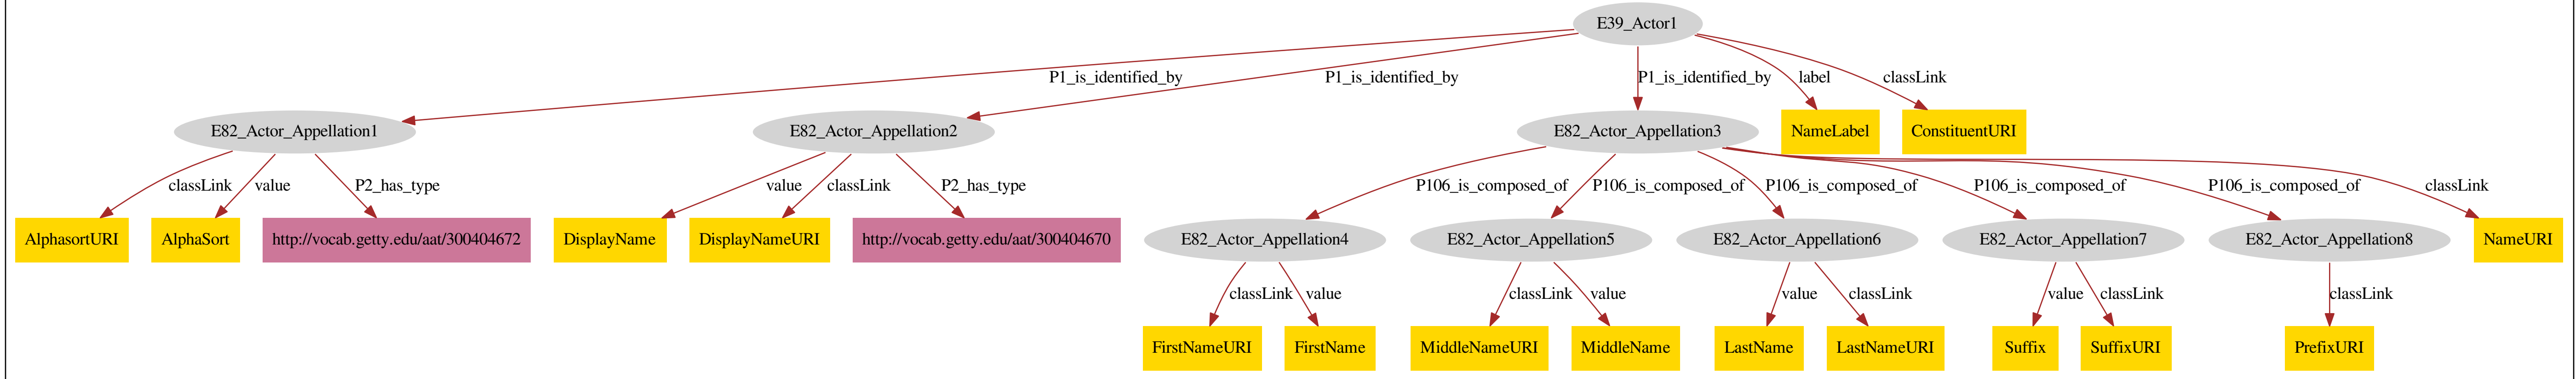 E39_Actor1
P1_is_identified_by P1_is_identified_by P1_is_identified_by label classLink
E82_Actor_Appellation1 E82_Actor_Appellation2 E82_Actor_Appellation3 NameLabel ConstituentURI
classLink value P2_has_type value classLink P2_has_type P106_is_composed_of P106_is_composed_of P106_is_composed_of P106_is_composed_of P106_is_composed_of classLink
AlphasortURI AlphaSort http://vocab.getty.edu/aat/300404672 DisplayName DisplayNameURI http://vocab.getty.edu/aat/300404670 E82_Actor_Appellation4 E82_Actor_Appellation5 E82_Actor_Appellation6 E82_Actor_Appellation7 E82_Actor_Appellation8 NameURI
classLink value classLink value value classLink value classLink classLink
FirstNameURI FirstName MiddleNameURI MiddleName LastName LastNameURI Suffix SuffixURI PrefixURI